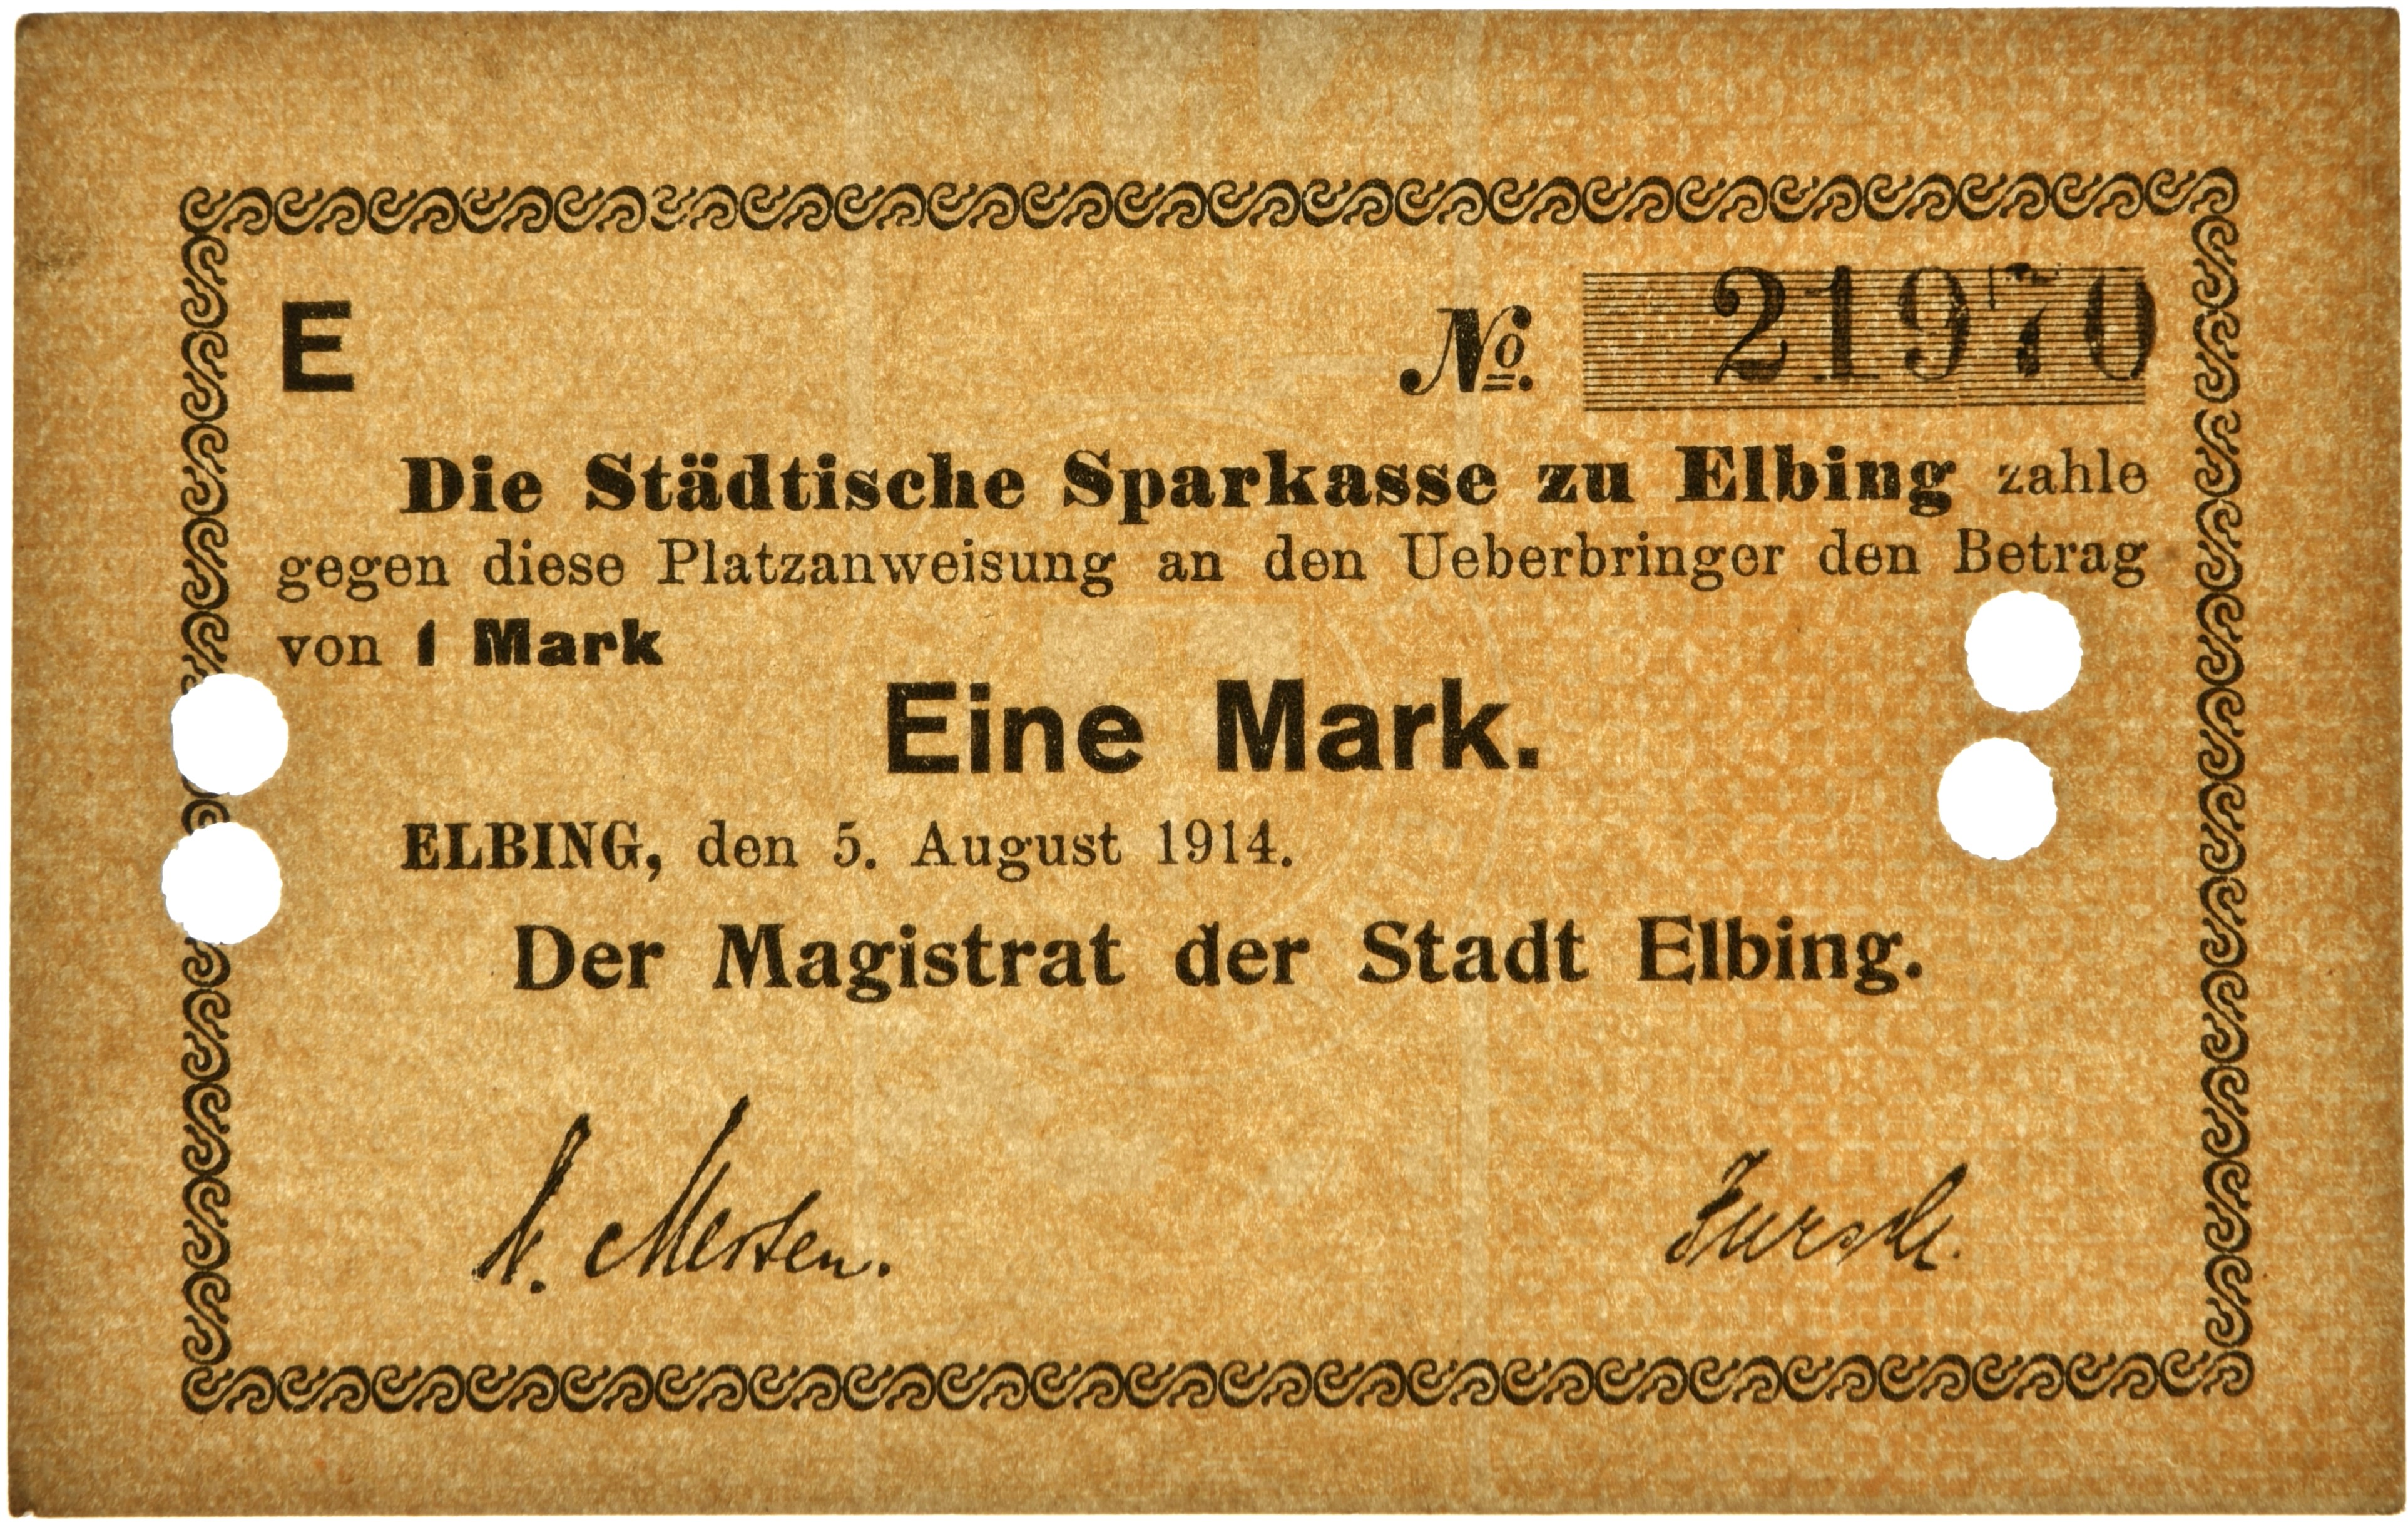 E № 21970
Die Städtische Sparkasse zu Elbing zahle
gegen diese Platzanweisung an den Ueberbringer den Betrag
von 1 Mark
Eine Mark.
ELBING, den 5. August 1914.
Der Magistrat der Stadt Elbing.
Merten.